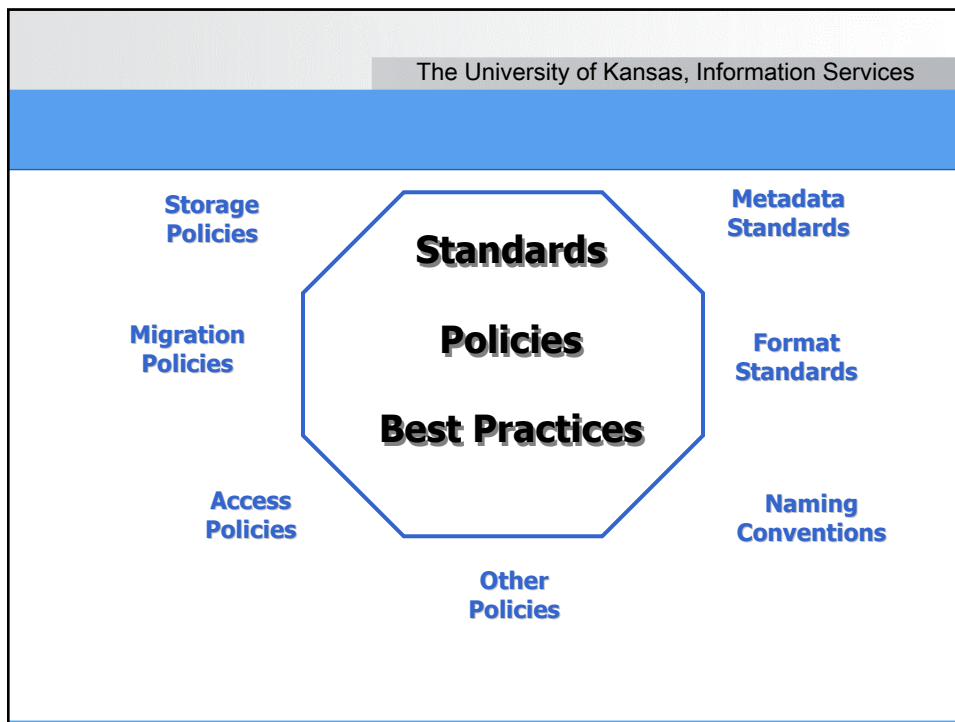 The University of Kansas, Information Services
Storage
Policies
Metadata
Standards
Standards
Policies
Best Practices
Migration
Policies
Format
Standards
Access
Policies
Naming
Conventions
Other
Policies